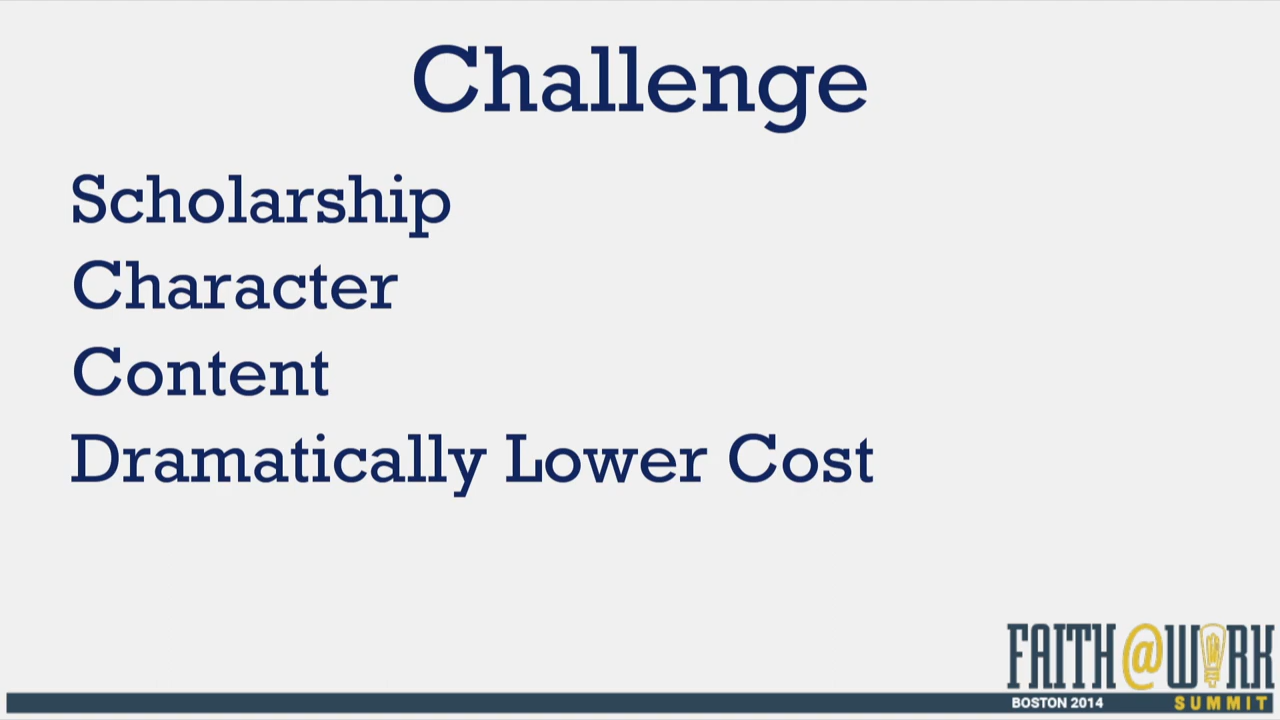 Challenge
Scholarship
Character
Content
Dramatically Lower Cost
FAITH@WORK
BOSTON 2014 SUMMIT